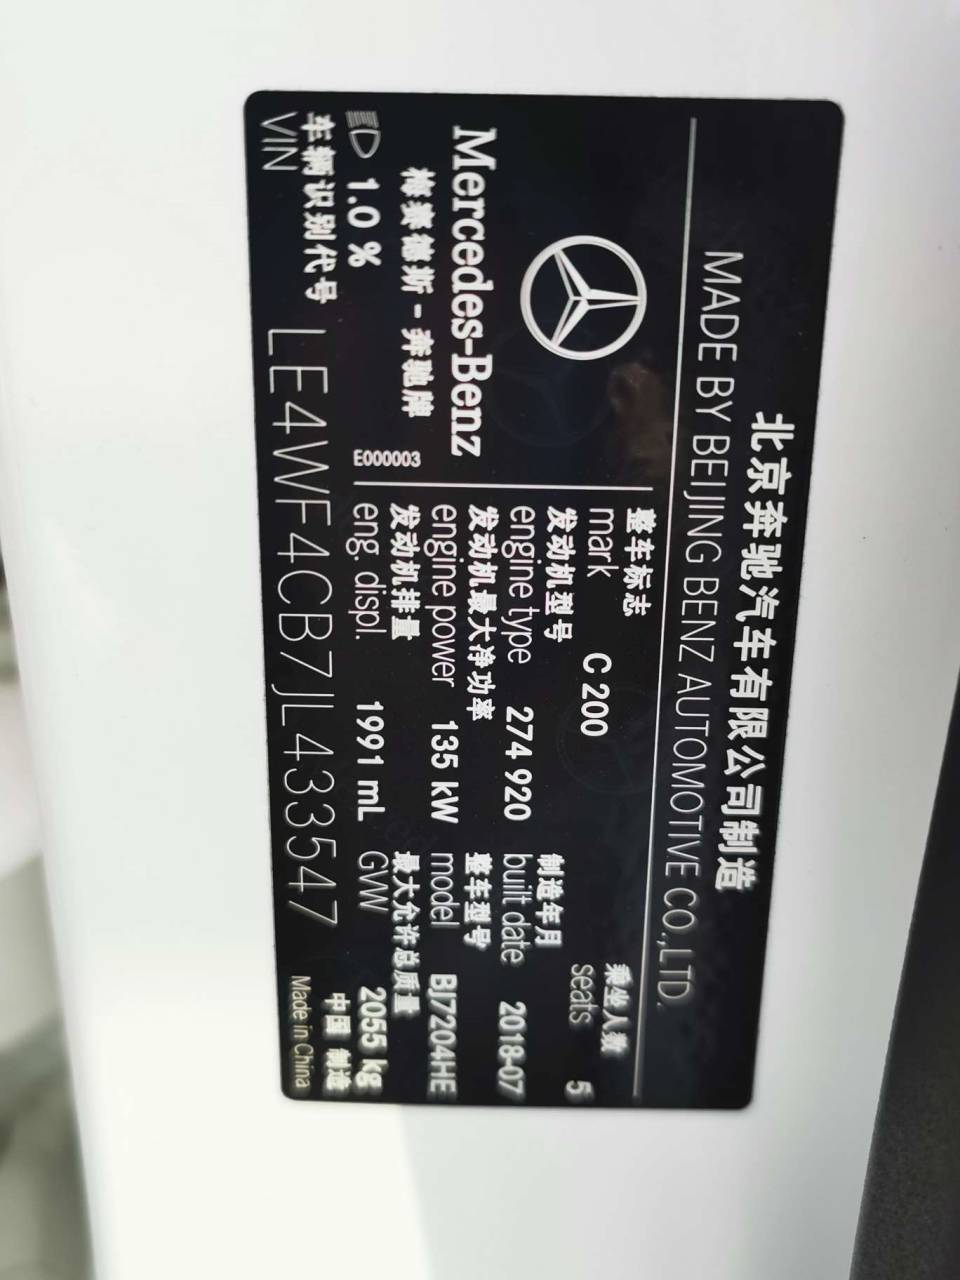 北京奔驰汽车有限公司制造
MADE BY BEIJING BENZ AUTOMOTIVE CO.,LTD.
Mercedes-Benz
梅赛德斯-奔驰牌
1.0 %
E000003
整车标志
mark C 200
乘坐人数
seats 5
发动机型号
engine type 274 920
制造年月
built date 2018-07
发动机最大净功率
engine power 135 kW
整车型号
model BJ7204HE
发动机排量
eng. displ. 1991 mL
最大允许总质量
GVW 2055 kg
车辆识别代号
VIN LE4WF4CB7JL433547
中国 制造
Made in China